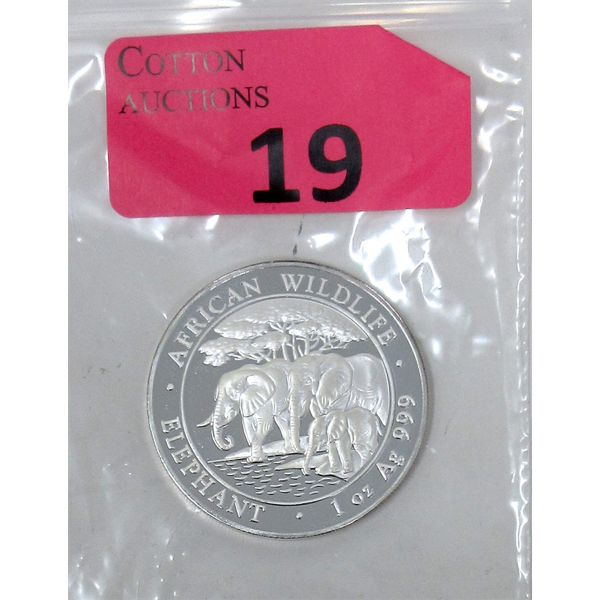 COTTON
AUCTIONS
19
· AFRICAN WILDLIFE ·
ELEPHANT · 1 oz Ag 999